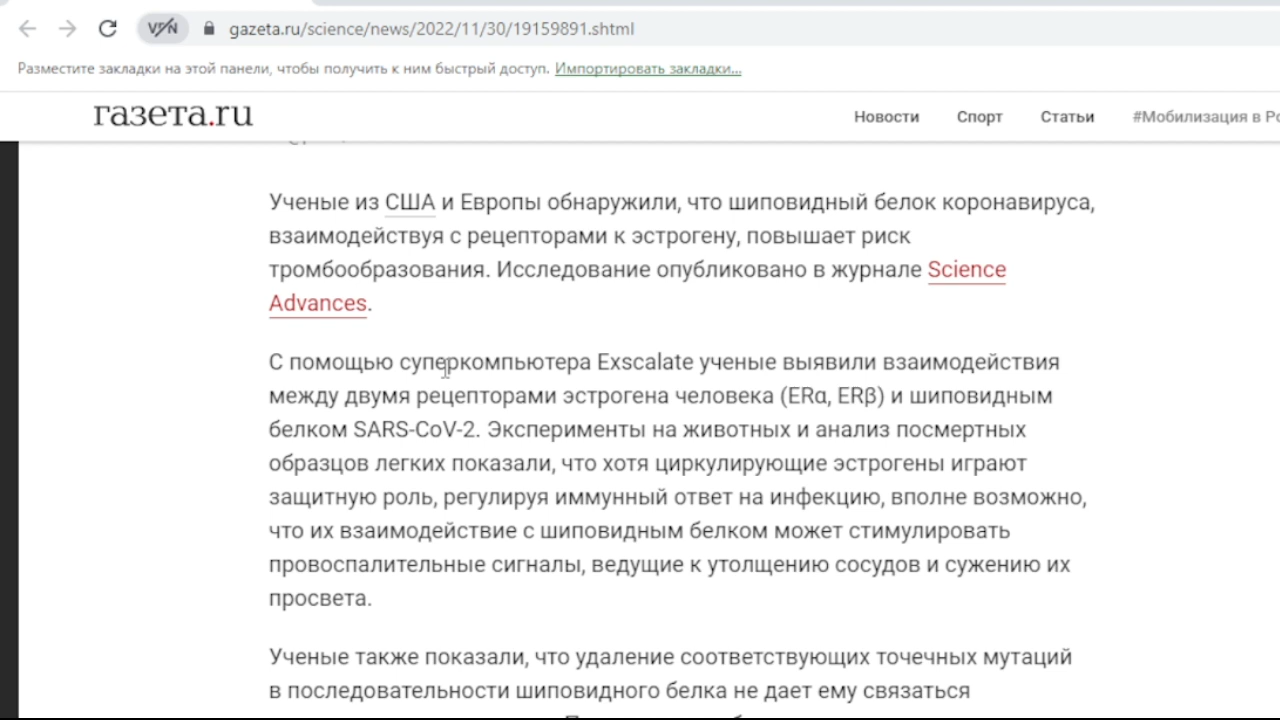 VPN gazeta.ru/science/news/2022/11/30/19159891.shtml
Разместите закладки на этой панели, чтобы получить к ним быстрый доступ. Импортировать закладки...
газета.ru Новости Спорт Статьи #Мобилизация в Ро
Ученые из США и Европы обнаружили, что шиповидный белок коронавируса,
взаимодействуя с рецепторами к эстрогену, повышает риск
тромбообразования. Исследование опубликовано в журнале Science
Advances.
С помощью суперкомпьютера Exscalate ученые выявили взаимодействия
между двумя рецепторами эстрогена человека (ERα, ERβ) и шиповидным
белком SARS-CoV-2. Эксперименты на животных и анализ посмертных
образцов легких показали, что хотя циркулирующие эстрогены играют
защитную роль, регулируя иммунный ответ на инфекцию, вполне возможно,
что их взаимодействие с шиповидным белком может стимулировать
провоспалительные сигналы, ведущие к утолщению сосудов и сужению их
просвета.
Ученые также показали, что удаление соответствующих точечных мутаций
в последовательности шиповидного белка не дает ему связаться